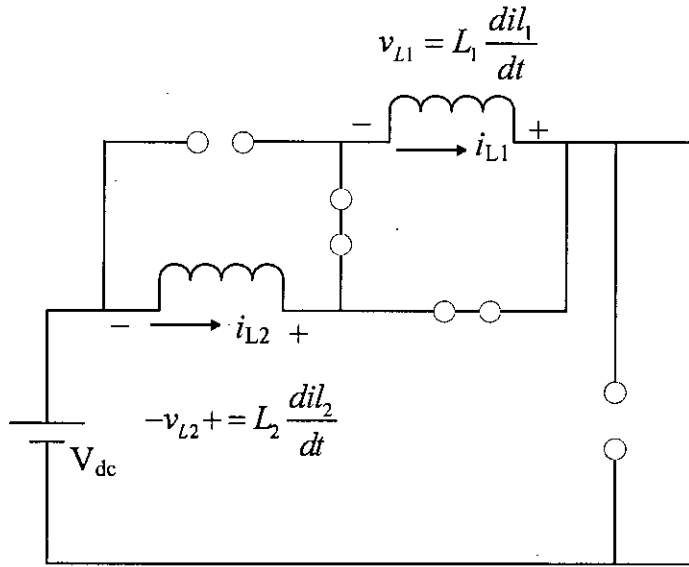 v_{L1} = L_1 \frac{dil_1}{dt}
− i_{L1} +
− i_{L2} +
-v_{L2}+ = L_2 \frac{dil_2}{dt}
V_{dc}